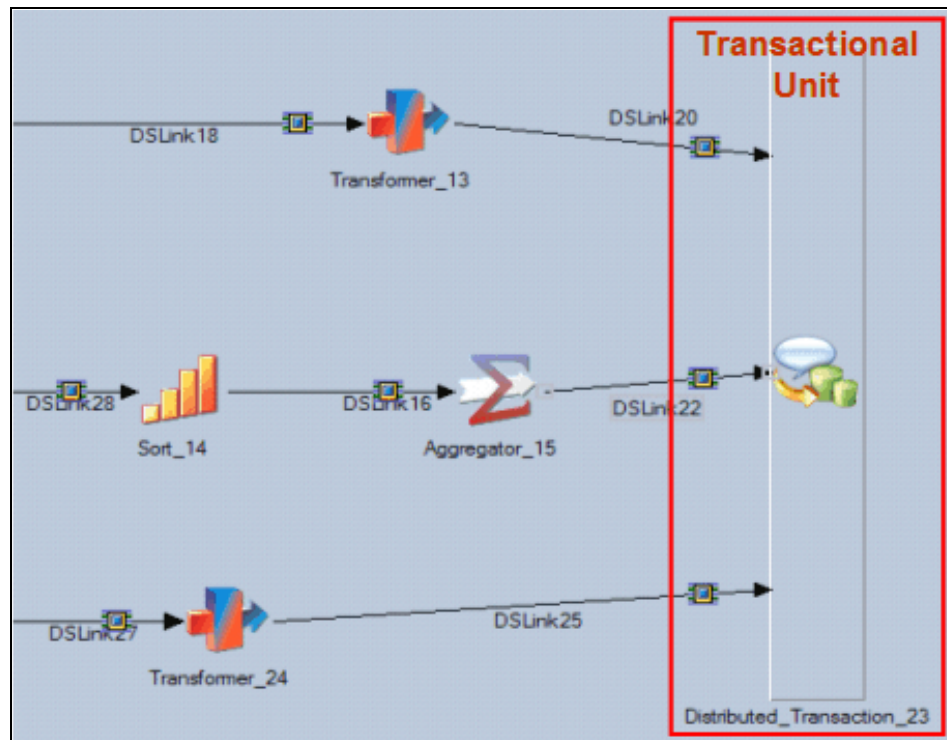 Transactional
Unit
DSLink18
DSLink20
Transformer_13
DSLink28
DSLink16
DSLink22
Sort_14
Aggregator_15
DSLink27
DSLink25
Transformer_24
Distributed_Transaction_23